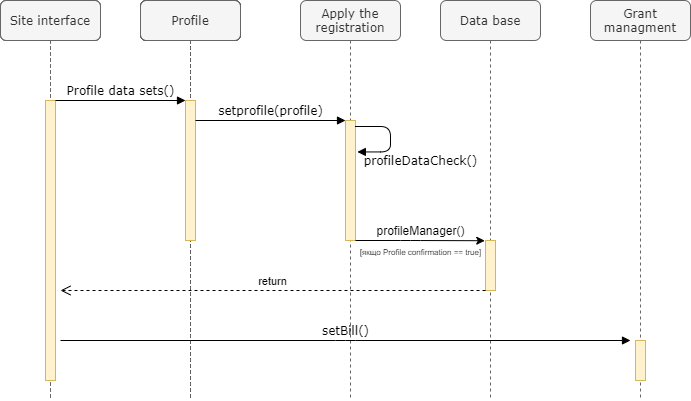 Site interface
Profile
Apply the
registration
Data base
Grant
managment
Profile data sets()
setprofile(profile)
profileDataCheck()
profileManager()
[якщо Profile confirmation == true]
return
setBill()